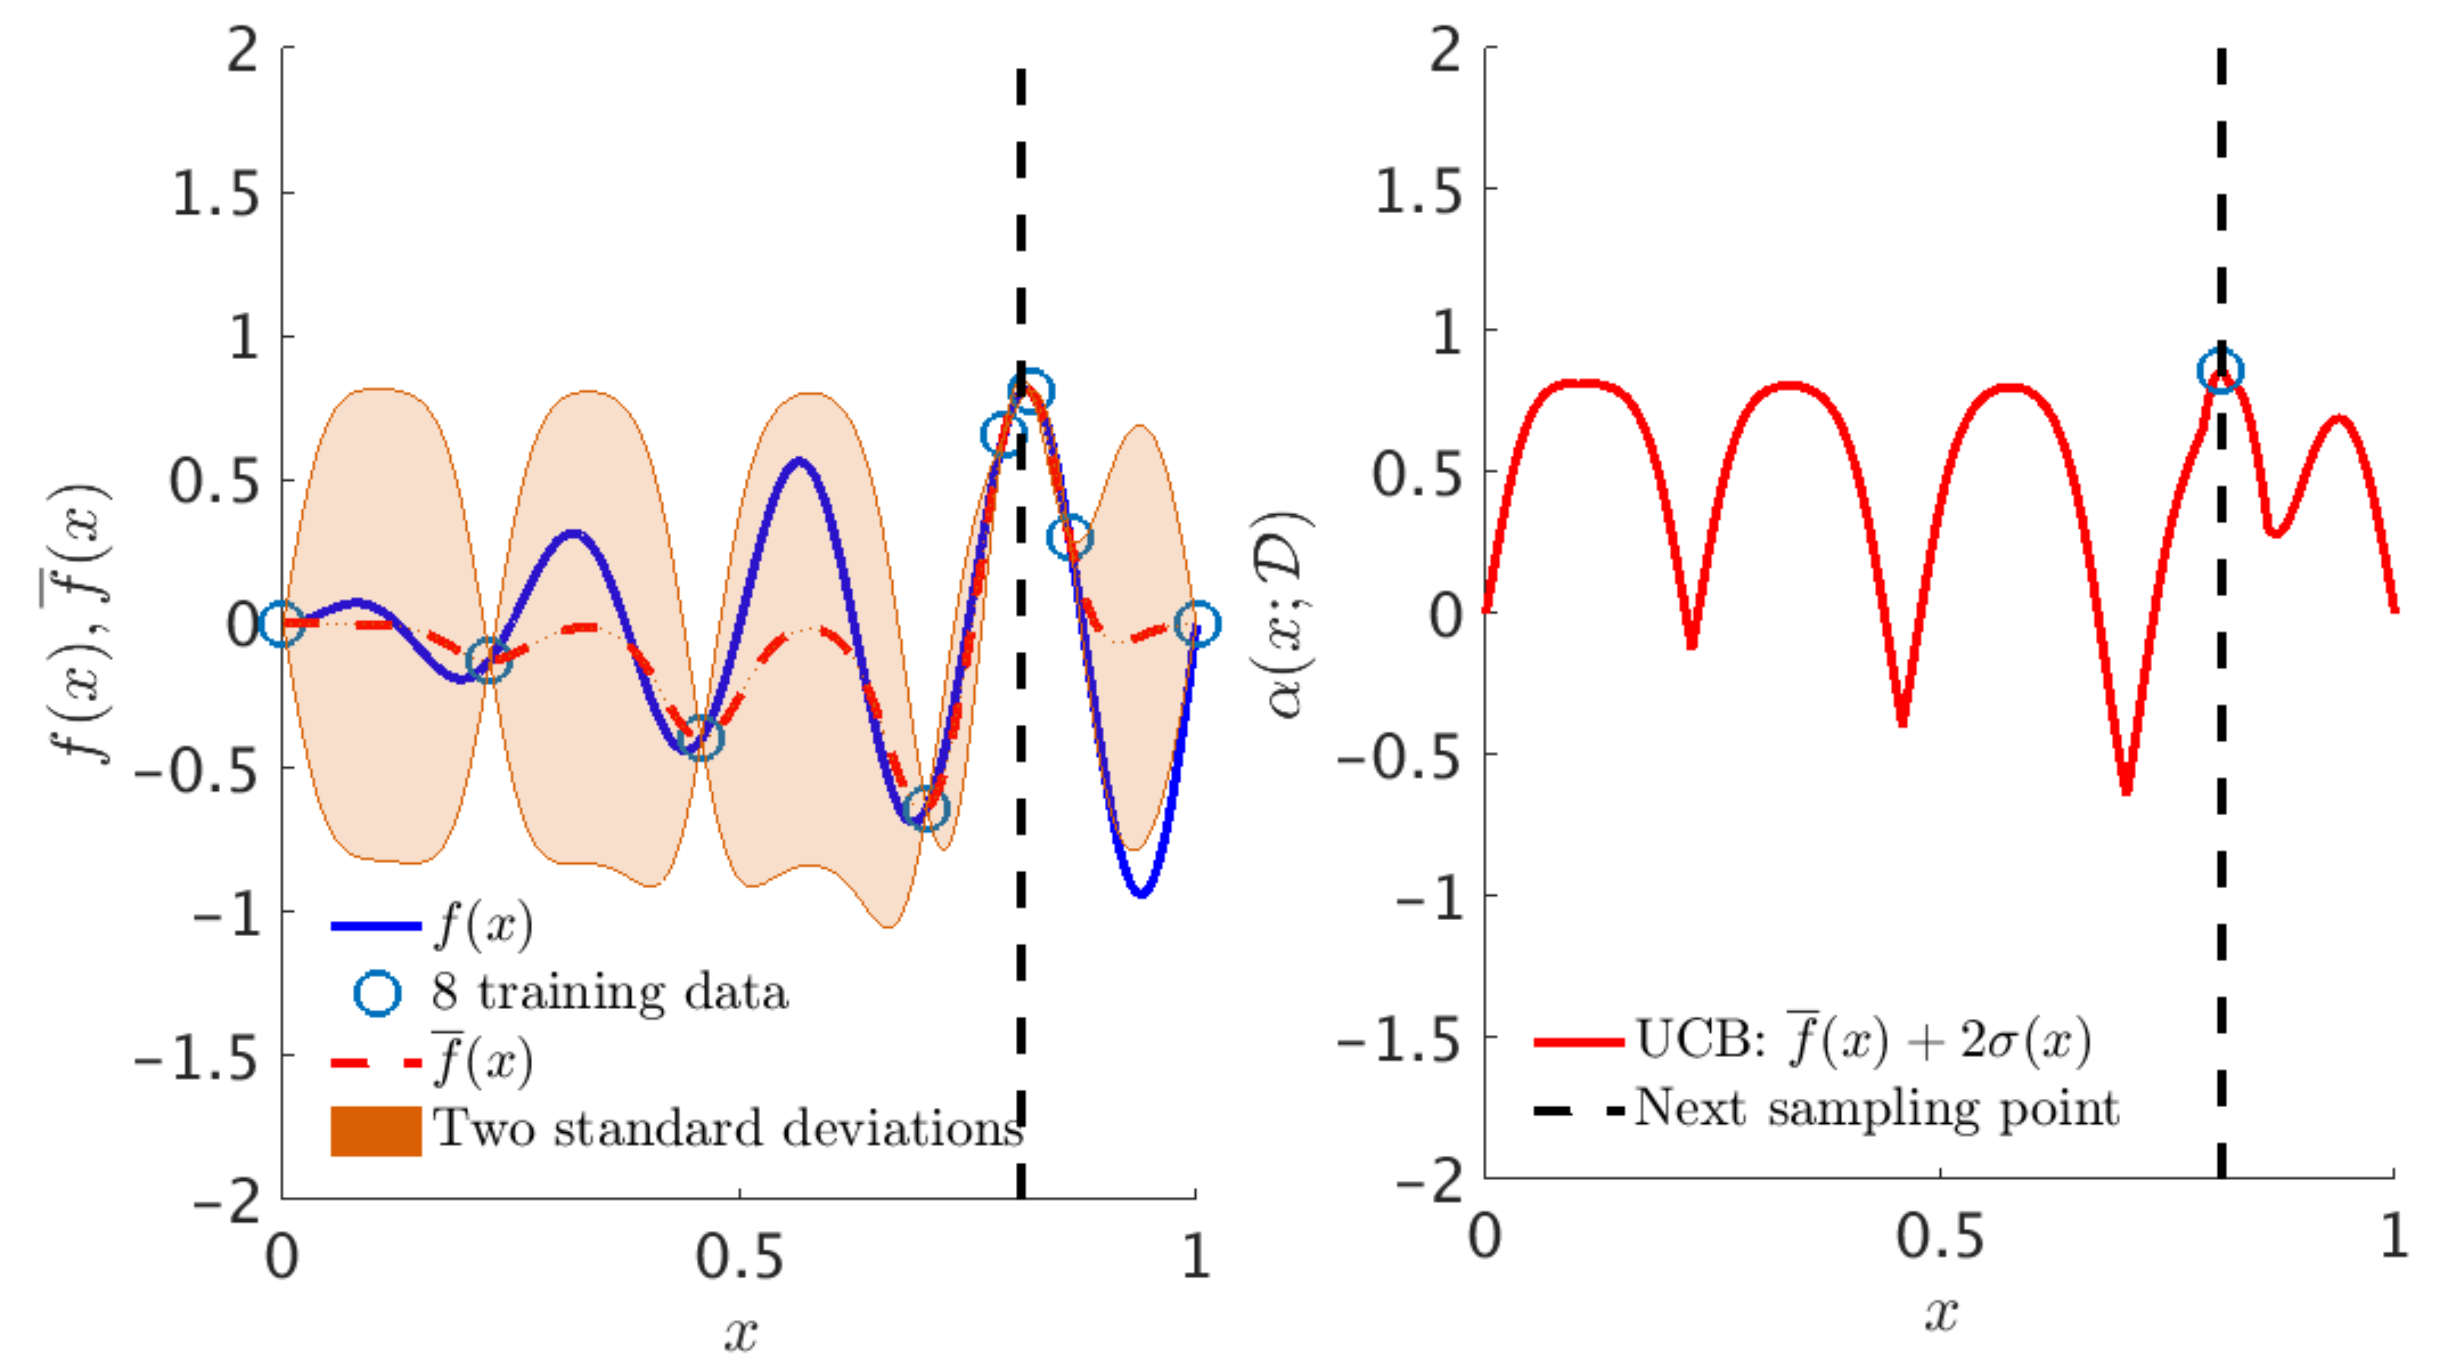 2
1.5
1
0.5
0
-0.5
-1
-1.5
-2
0
0.5
1
x
f(x), f̅(x)
f(x)
8 training data
f̅(x)
Two standard deviations
2
1.5
1
0.5
0
-0.5
-1
-1.5
-2
0
0.5
1
x
α(x; 𝒟)
UCB: f̅(x) + 2σ(x)
Next sampling point